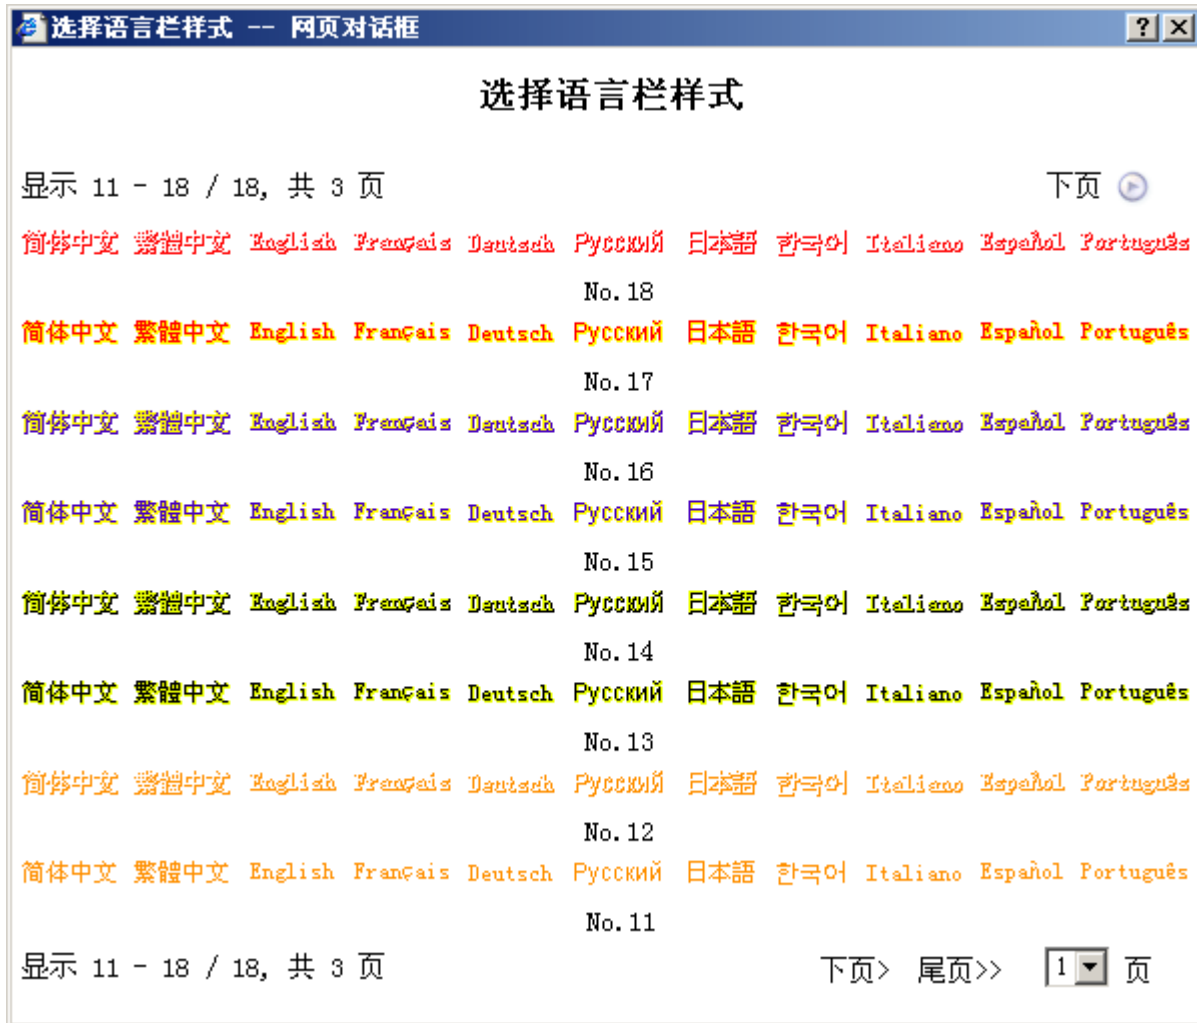 选择语言栏样式 -- 网页对话框
选择语言栏样式
显示 11 - 18 / 18, 共 3 页 下页
简体中文 繁體中文 English Français Deutsch Русский 日本語 한국어 Italiano Español Português
No.18
简体中文 繁體中文 English Français Deutsch Русский 日本語 한국어 Italiano Español Português
No.17
简体中文 繁體中文 English Français Deutsch Русский 日本語 한국어 Italiano Español Português
No.16
简体中文 繁體中文 English Français Deutsch Русский 日本語 한국어 Italiano Español Português
No.15
简体中文 繁體中文 English Français Deutsch Русский 日本語 한국어 Italiano Español Português
No.14
简体中文 繁體中文 English Français Deutsch Русский 日本語 한국어 Italiano Español Português
No.13
简体中文 繁體中文 English Français Deutsch Русский 日本語 한국어 Italiano Español Português
No.12
简体中文 繁體中文 English Français Deutsch Русский 日本語 한국어 Italiano Español Português
No.11
显示 11 - 18 / 18, 共 3 页 下页> 尾页>> 1 页